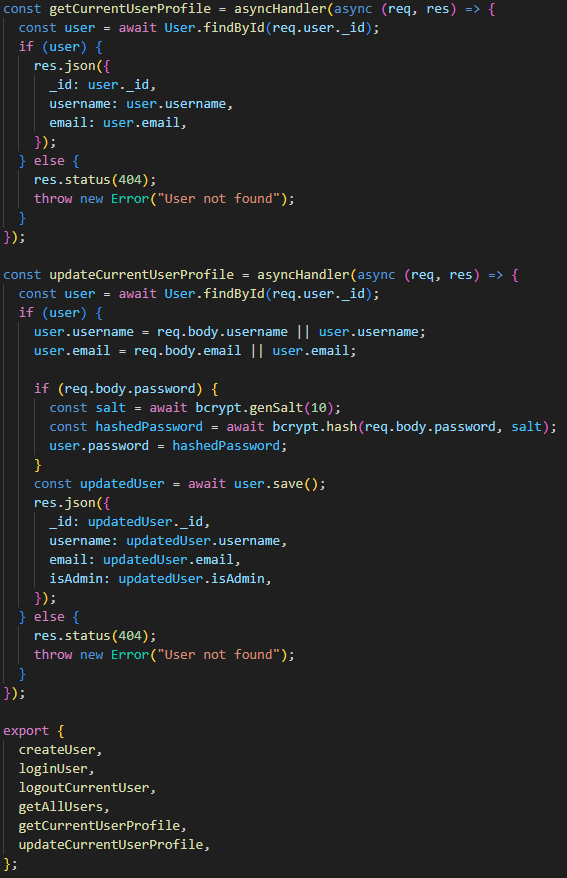 const getCurrentUserProfile = asyncHandler(async (req, res) => {
  const user = await User.findById(req.user._id);
  if (user) {
    res.json({
      _id: user._id,
      username: user.username,
      email: user.email,
    });
  } else {
    res.status(404);
    throw new Error("User not found");
  }
});

const updateCurrentUserProfile = asyncHandler(async (req, res) => {
  const user = await User.findById(req.user._id);
  if (user) {
    user.username = req.body.username || user.username;
    user.email = req.body.email || user.email;

    if (req.body.password) {
      const salt = await bcrypt.genSalt(10);
      const hashedPassword = await bcrypt.hash(req.body.password, salt);
      user.password = hashedPassword;
    }
    const updatedUser = await user.save();
    res.json({
      _id: updatedUser._id,
      username: updatedUser.username,
      email: updatedUser.email,
      isAdmin: updatedUser.isAdmin,
    });
  } else {
    res.status(404);
    throw new Error("User not found");
  }
});

export {
  createUser,
  loginUser,
  logoutCurrentUser,
  getAllUsers,
  getCurrentUserProfile,
  updateCurrentUserProfile,
};